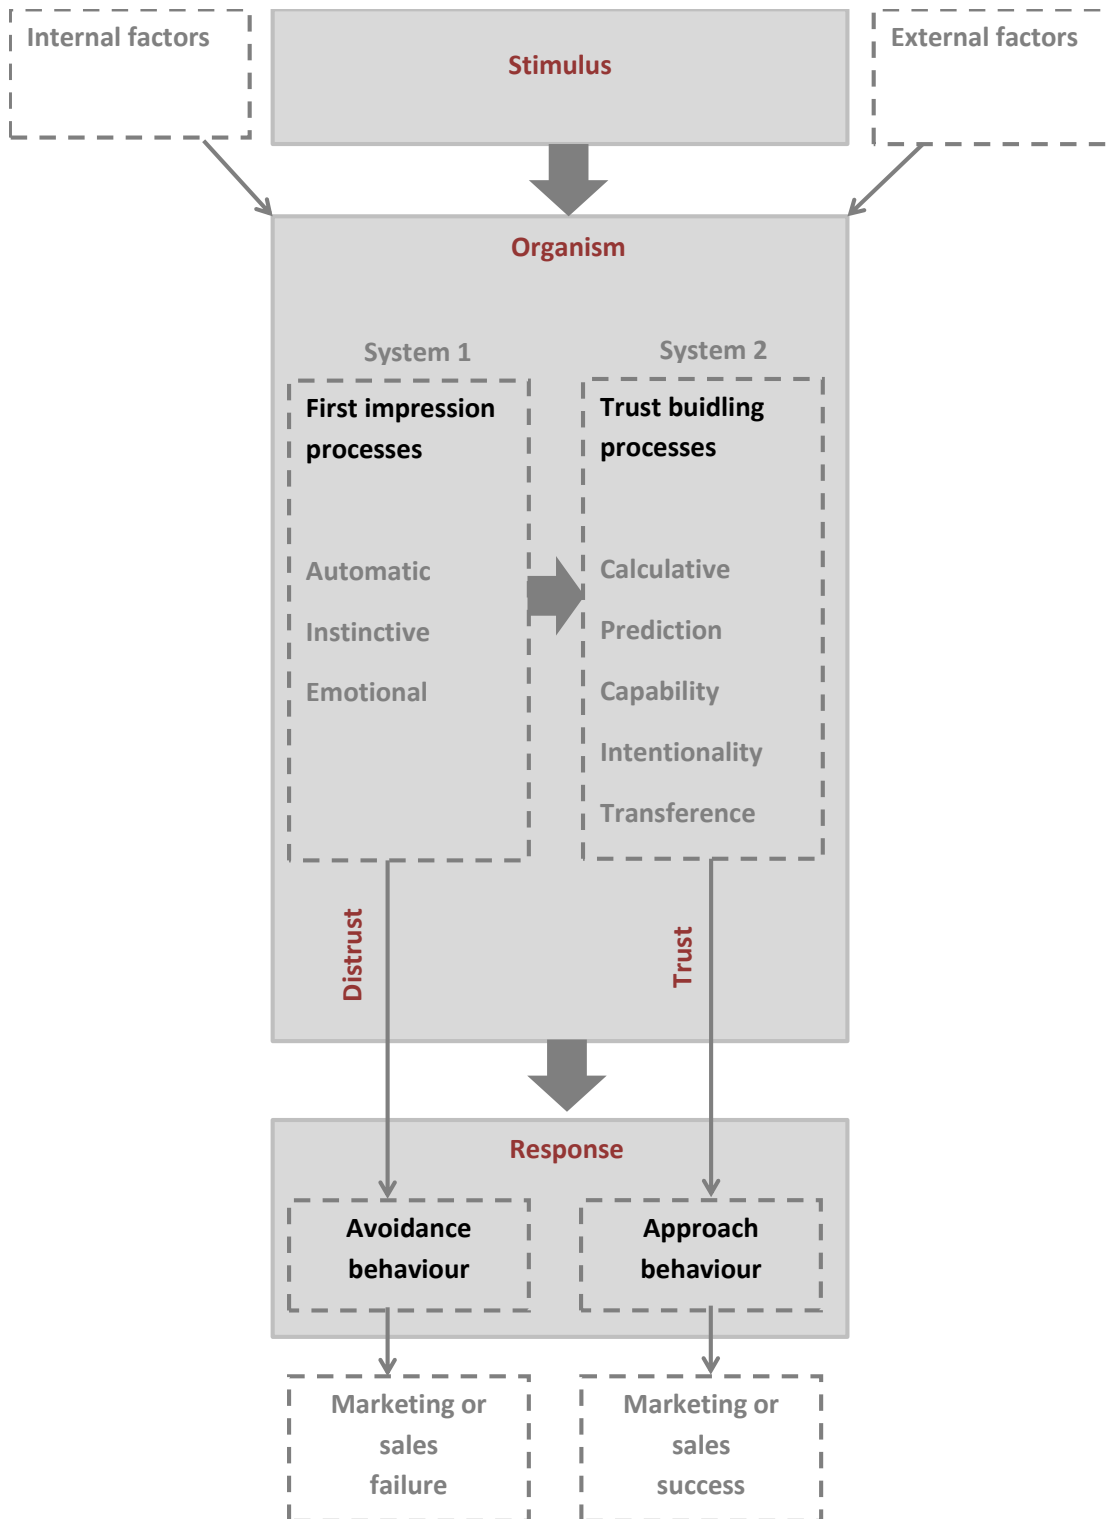 Internal factors
Stimulus
External factors
Organism
System 1
System 2
First impression
processes
Automatic
Instinctive
Emotional
Trust buidling
processes
Calculative
Prediction
Capability
Intentionality
Transference
Distrust
Trust
Response
Avoidance
behaviour
Approach
behaviour
Marketing or
sales
failure
Marketing or
sales
success